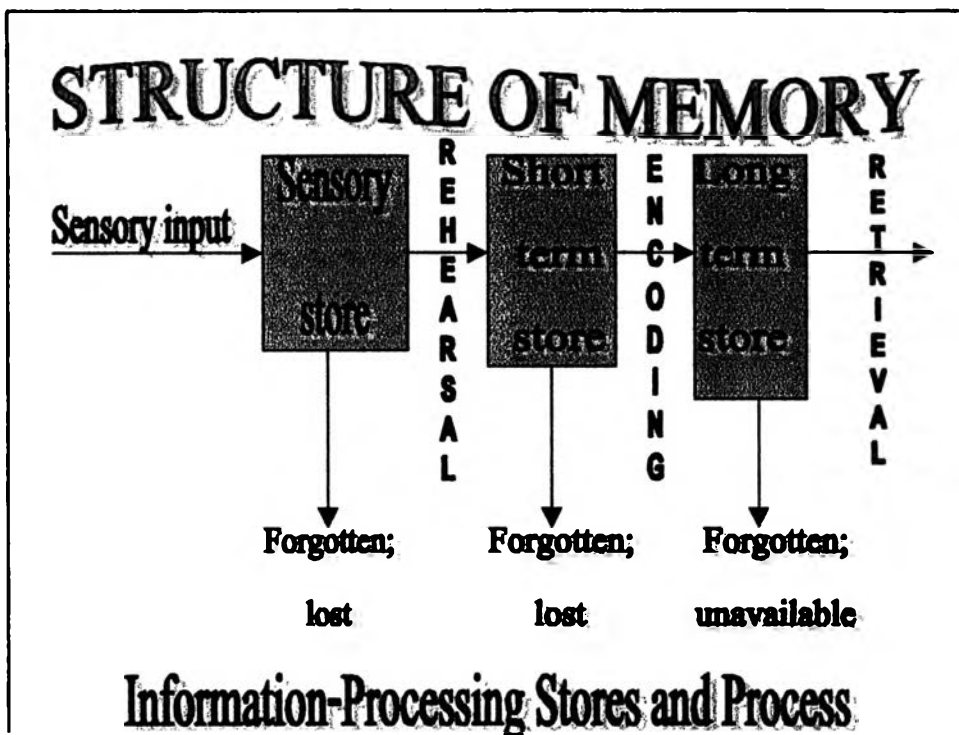 STRUCTURE OF MEMORY
Sensory input
Sensory
store
REHEARSAL
Short
term
store
ENCODING
Long
term
store
RETRIEVAL
Forgotten;
lost
Forgotten;
lost
Forgotten;
unavailable
Information-Processing Stores and Process